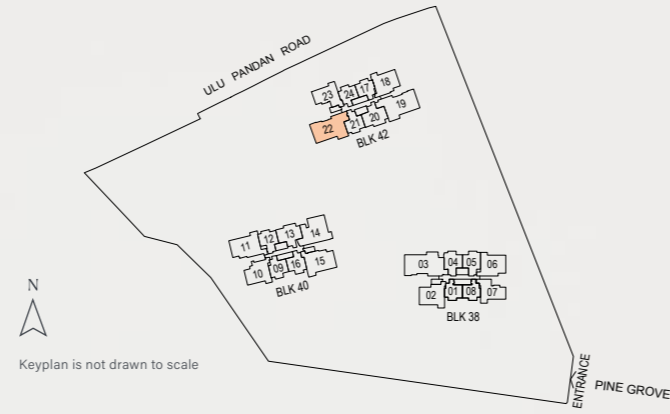 ULU PANDAN ROAD
23 24 17 18
22 21 20 19
BLK 42
11 12 13 14
10 09 16 15
BLK 40
03 04 05 06
02 01 08 07
BLK 38
N
Keyplan is not drawn to scale
ENTRANCE
PINE GROVE